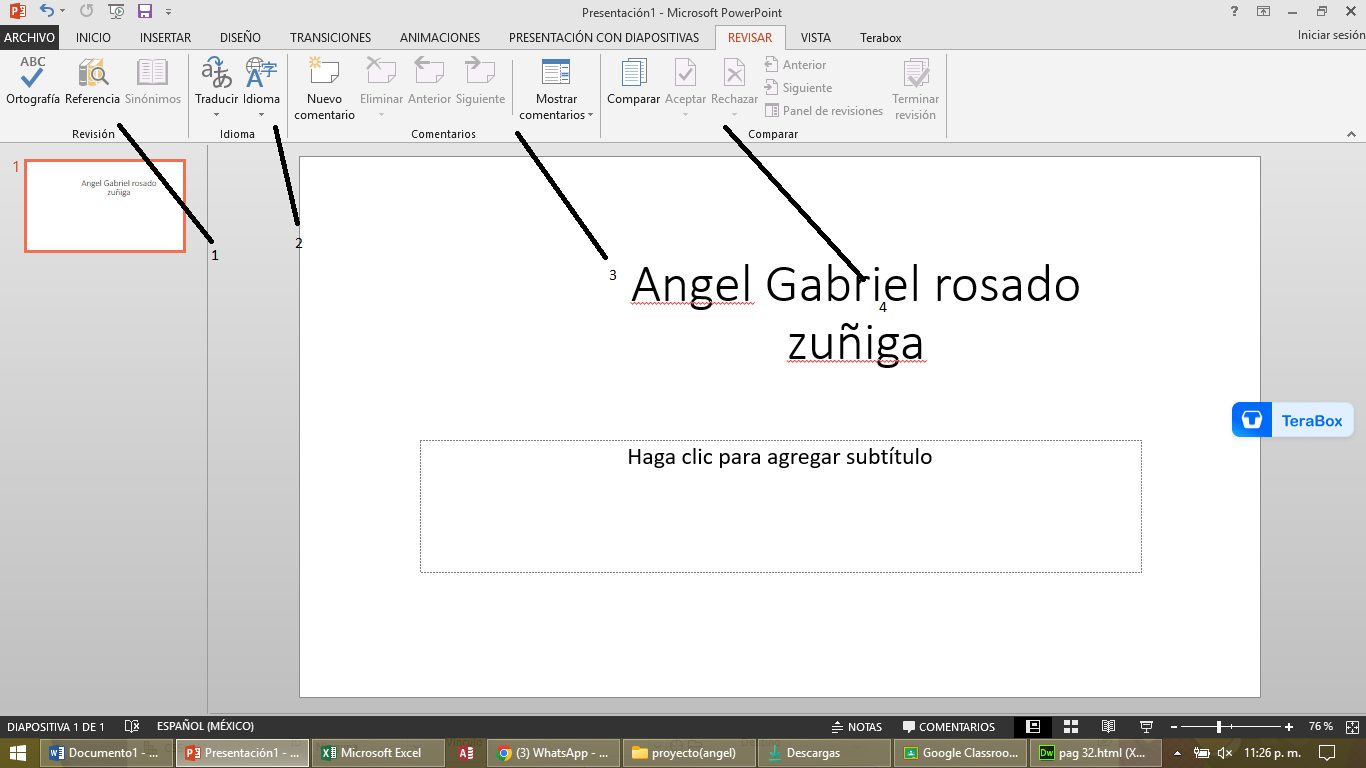 Presentación1 - Microsoft PowerPoint
ARCHIVO INICIO INSERTAR DISEÑO TRANSICIONES ANIMACIONES PRESENTACIÓN CON DIAPOSITIVAS REVISAR VISTA Terabox Iniciar sesión
ABC
Ortografía Referencia Sinónimos
Revisión
Traducir Idioma
Idioma
Nuevo comentario Eliminar Anterior Siguiente Mostrar comentarios
Comentarios
Comparar Aceptar Rechazar
Anterior
Siguiente
Panel de revisiones
Terminar revisión
Comparar
1
Angel Gabriel rosado
zuñiga
1
2
3
4
Angel Gabriel rosado
zuñiga
Haga clic para agregar subtítulo
TeraBox
DIAPOSITIVA 1 DE 1 ESPAÑOL (MÉXICO) NOTAS COMENTARIOS 76 %
Documento1 - ... Presentación1 - ... Microsoft Excel (3) WhatsApp - ... proyecto(angel) Descargas Google Classroo... pag 32.html (X... 11:26 p. m.